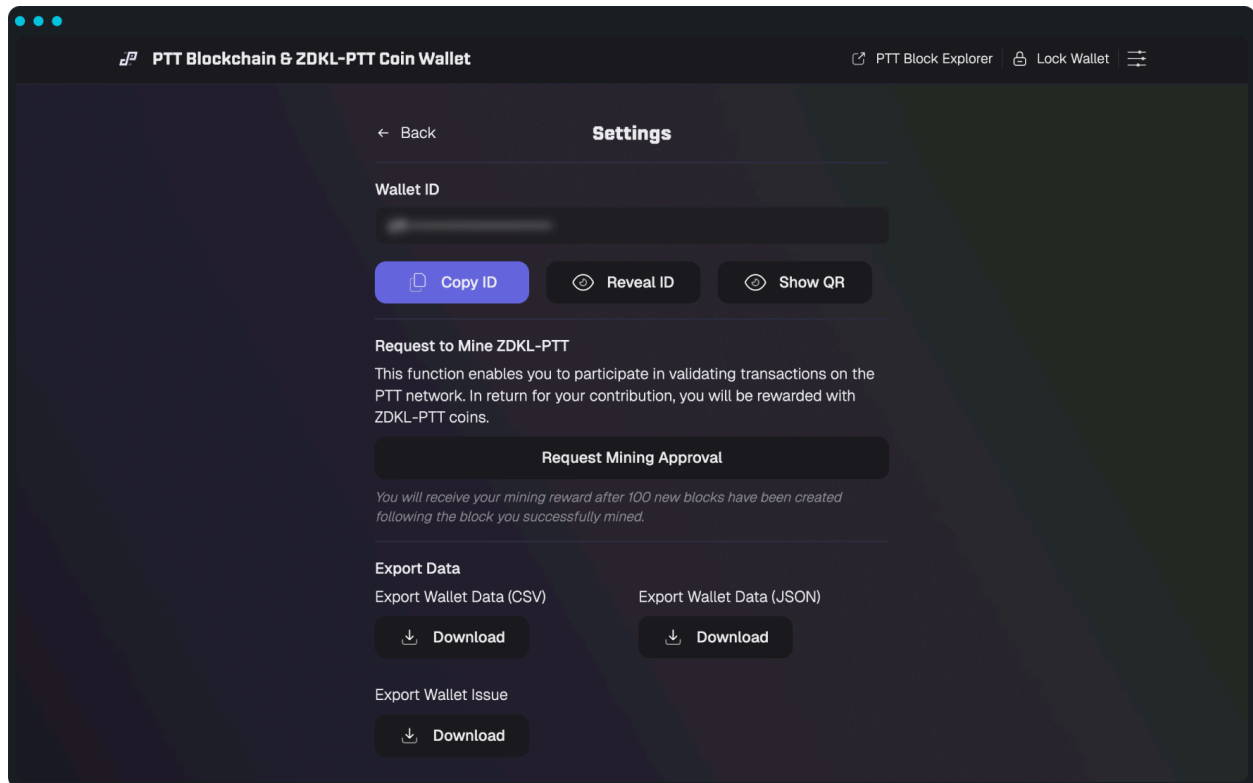 PTT Blockchain & ZDKL-PTT Coin Wallet
PTT Block Explorer
Lock Wallet
← Back
Settings
Wallet ID
Copy ID
Reveal ID
Show QR
Request to Mine ZDKL-PTT
This function enables you to participate in validating transactions on the
PTT network. In return for your contribution, you will be rewarded with
ZDKL-PTT coins.
Request Mining Approval
You will receive your mining reward after 100 new blocks have been created
following the block you successfully mined.
Export Data
Export Wallet Data (CSV)
Export Wallet Data (JSON)
Download
Download
Export Wallet Issue
Download